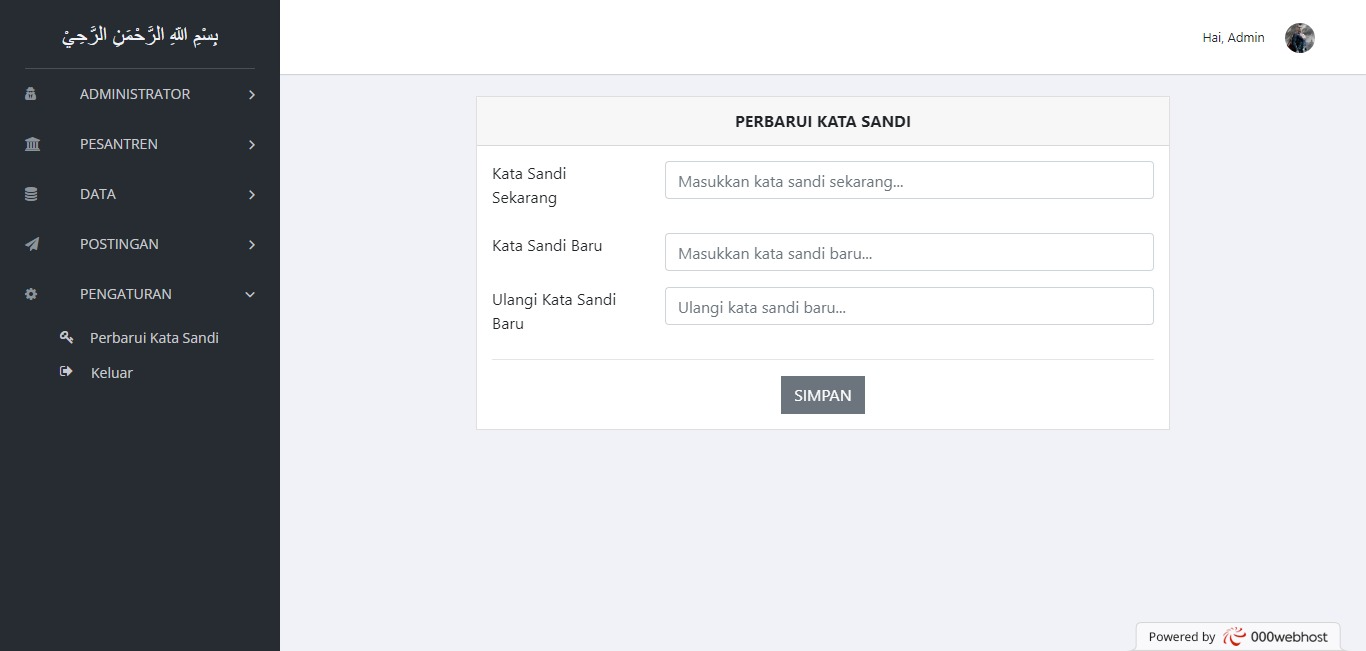 بِسْمِ اللهِ الرَّحْمَنِ الرَّحِيْ
Hai, Admin
ADMINISTRATOR
PESANTREN
DATA
POSTINGAN
PENGATURAN
Perbarui Kata Sandi
Keluar
PERBARUI KATA SANDI
Kata Sandi
Sekarang
Masukkan kata sandi sekarang...
Kata Sandi Baru
Masukkan kata sandi baru...
Ulangi Kata Sandi
Baru
Ulangi kata sandi baru...
SIMPAN
Powered by 000webhost